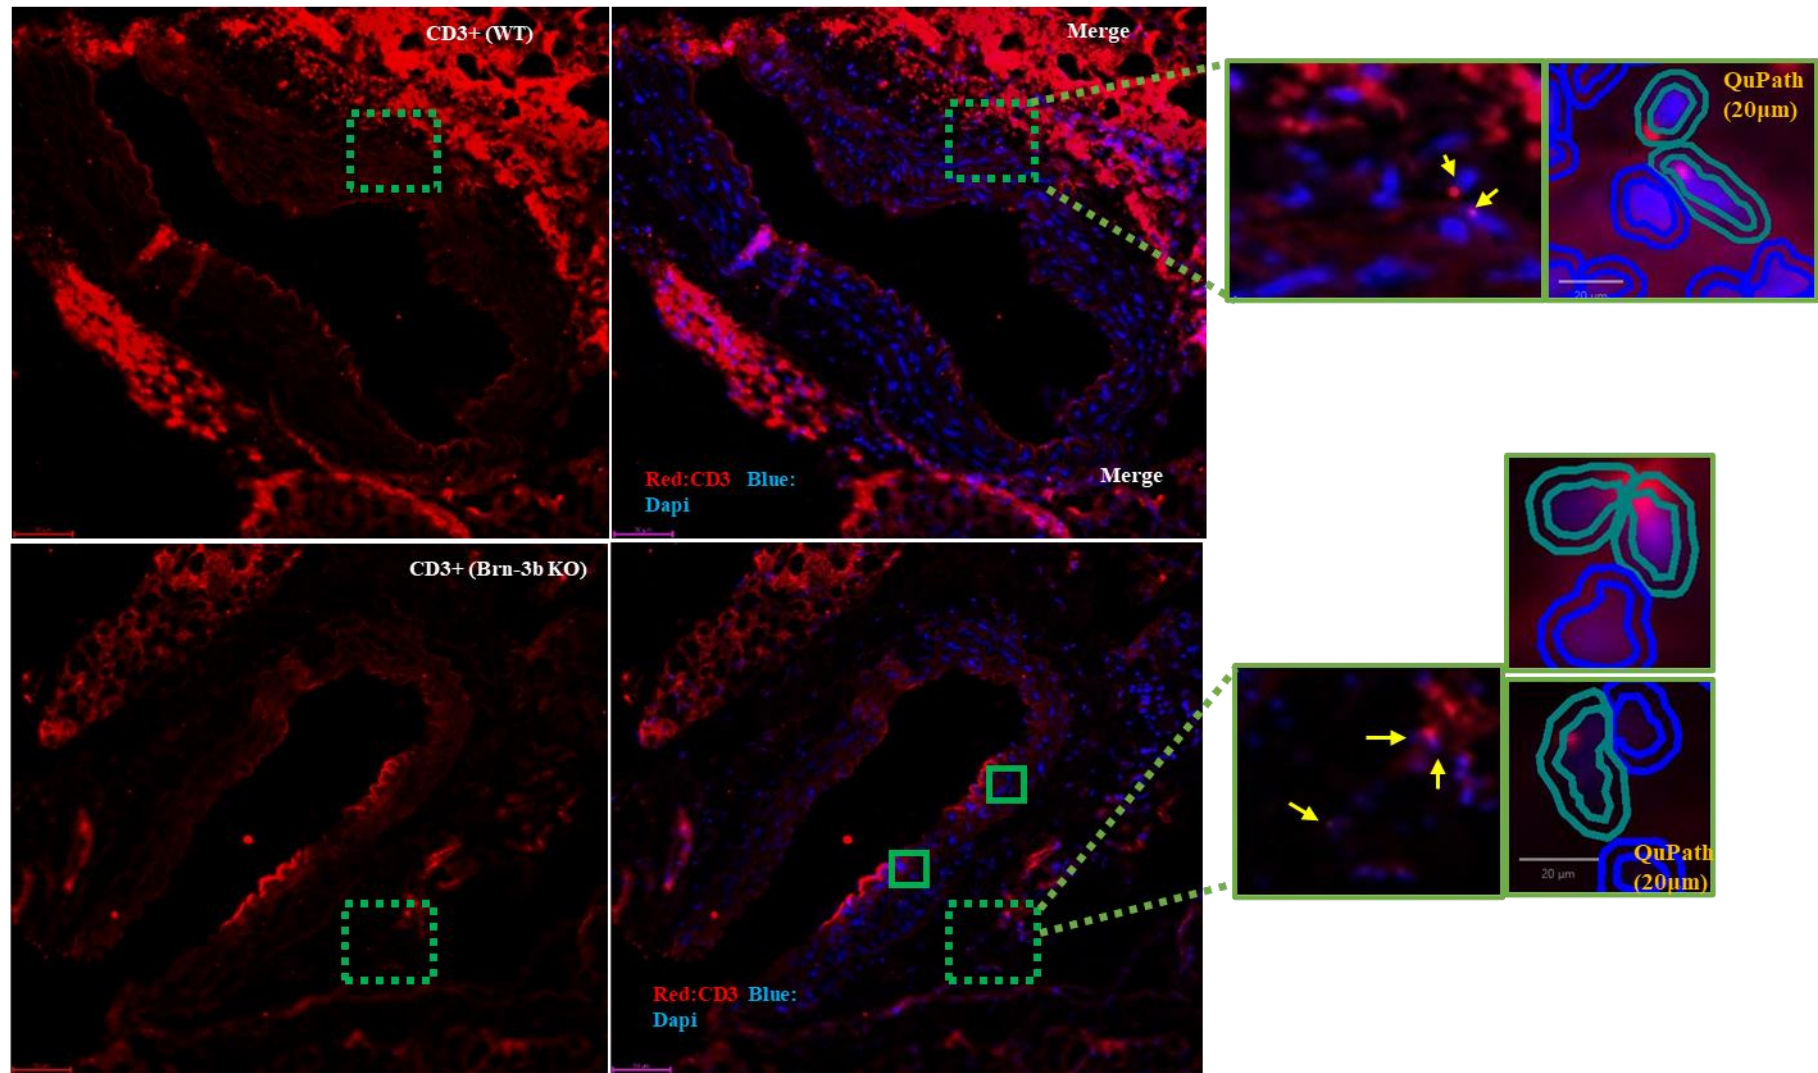 CD3+ (WT)
Merge
QuPath
(20µm)
20 µm
Merge
Red:CD3 Blue:
Dapi
CD3+ (Brn-3b KO)
Red:CD3 Blue:
Dapi
QuPath
20 µm
(20µm)